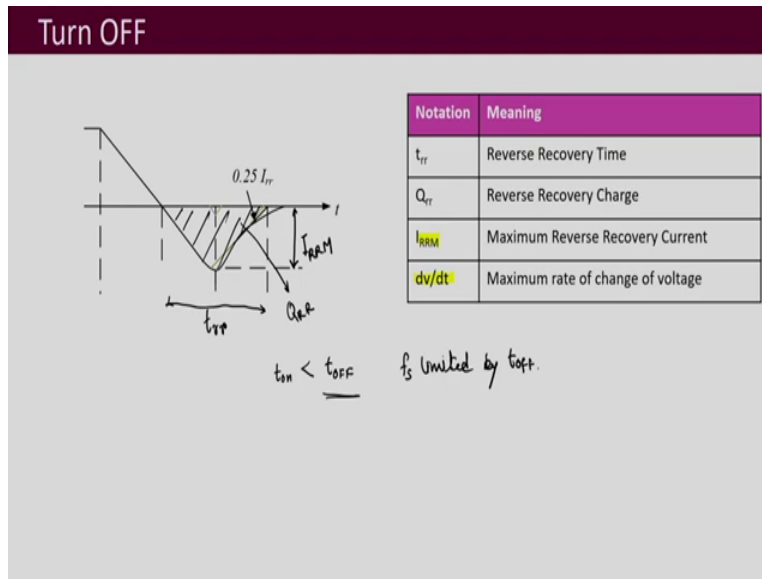 Turn OFF
0.25 Irr
t
IRRM
QRR
trr
Notation Meaning
trr Reverse Recovery Time
Qrr Reverse Recovery Charge
IRRM Maximum Reverse Recovery Current
dv/dt Maximum rate of change of voltage
ton < tOFF fs limited by toff.